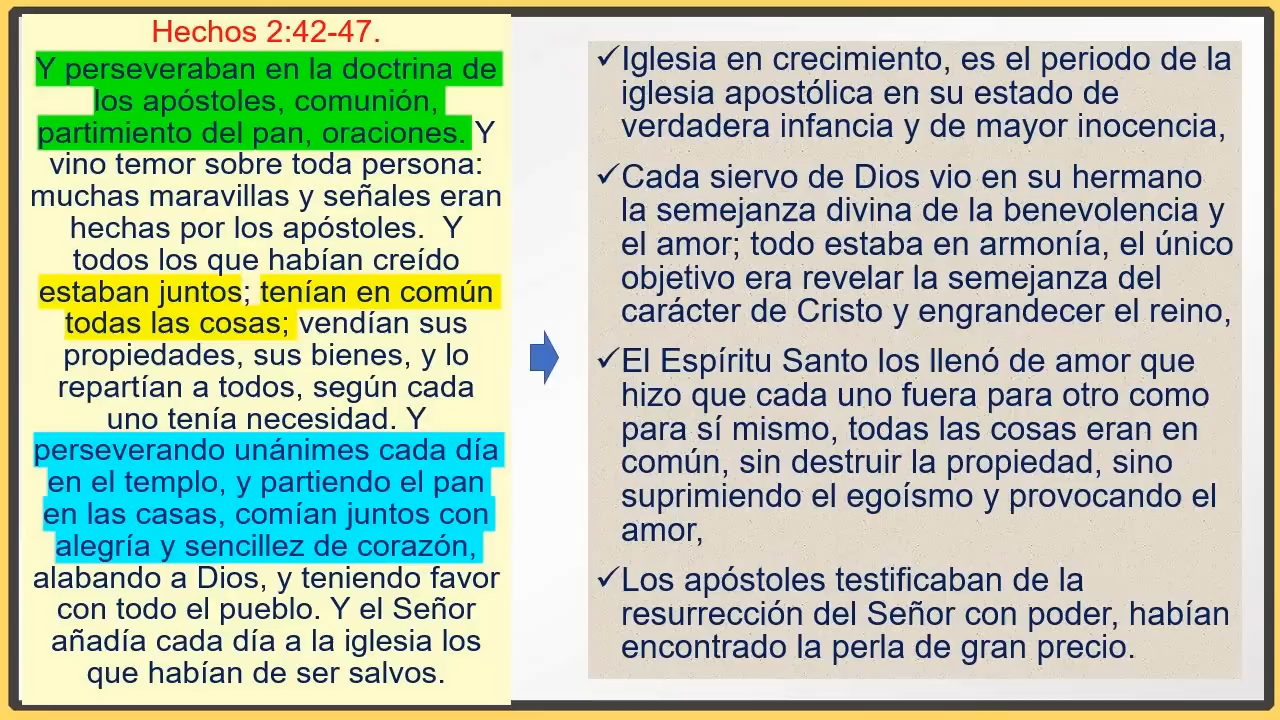 Hechos 2:42-47.
Y perseveraban en la doctrina de
los apóstoles, comunión,
partimiento del pan, oraciones. Y
vino temor sobre toda persona:
muchas maravillas y señales eran
hechas por los apóstoles. Y
todos los que habían creído
estaban juntos; tenían en común
todas las cosas; vendían sus
propiedades, sus bienes, y lo
repartían a todos, según cada
uno tenía necesidad. Y
perseverando unánimes cada día
en el templo, y partiendo el pan
en las casas, comían juntos con
alegría y sencillez de corazón,
alabando a Dios, y teniendo favor
con todo el pueblo. Y el Señor
añadía cada día a la iglesia los
que habían de ser salvos.
✓Iglesia en crecimiento, es el periodo de la
iglesia apostólica en su estado de
verdadera infancia y de mayor inocencia,
✓Cada siervo de Dios vio en su hermano
la semejanza divina de la benevolencia y
el amor; todo estaba en armonía, el único
objetivo era revelar la semejanza del
carácter de Cristo y engrandecer el reino,
✓El Espíritu Santo los llenó de amor que
hizo que cada uno fuera para otro como
para sí mismo, todas las cosas eran en
común, sin destruir la propiedad, sino
suprimiendo el egoísmo y provocando el
amor,
✓Los apóstoles testificaban de la
resurrección del Señor con poder, habían
encontrado la perla de gran precio.